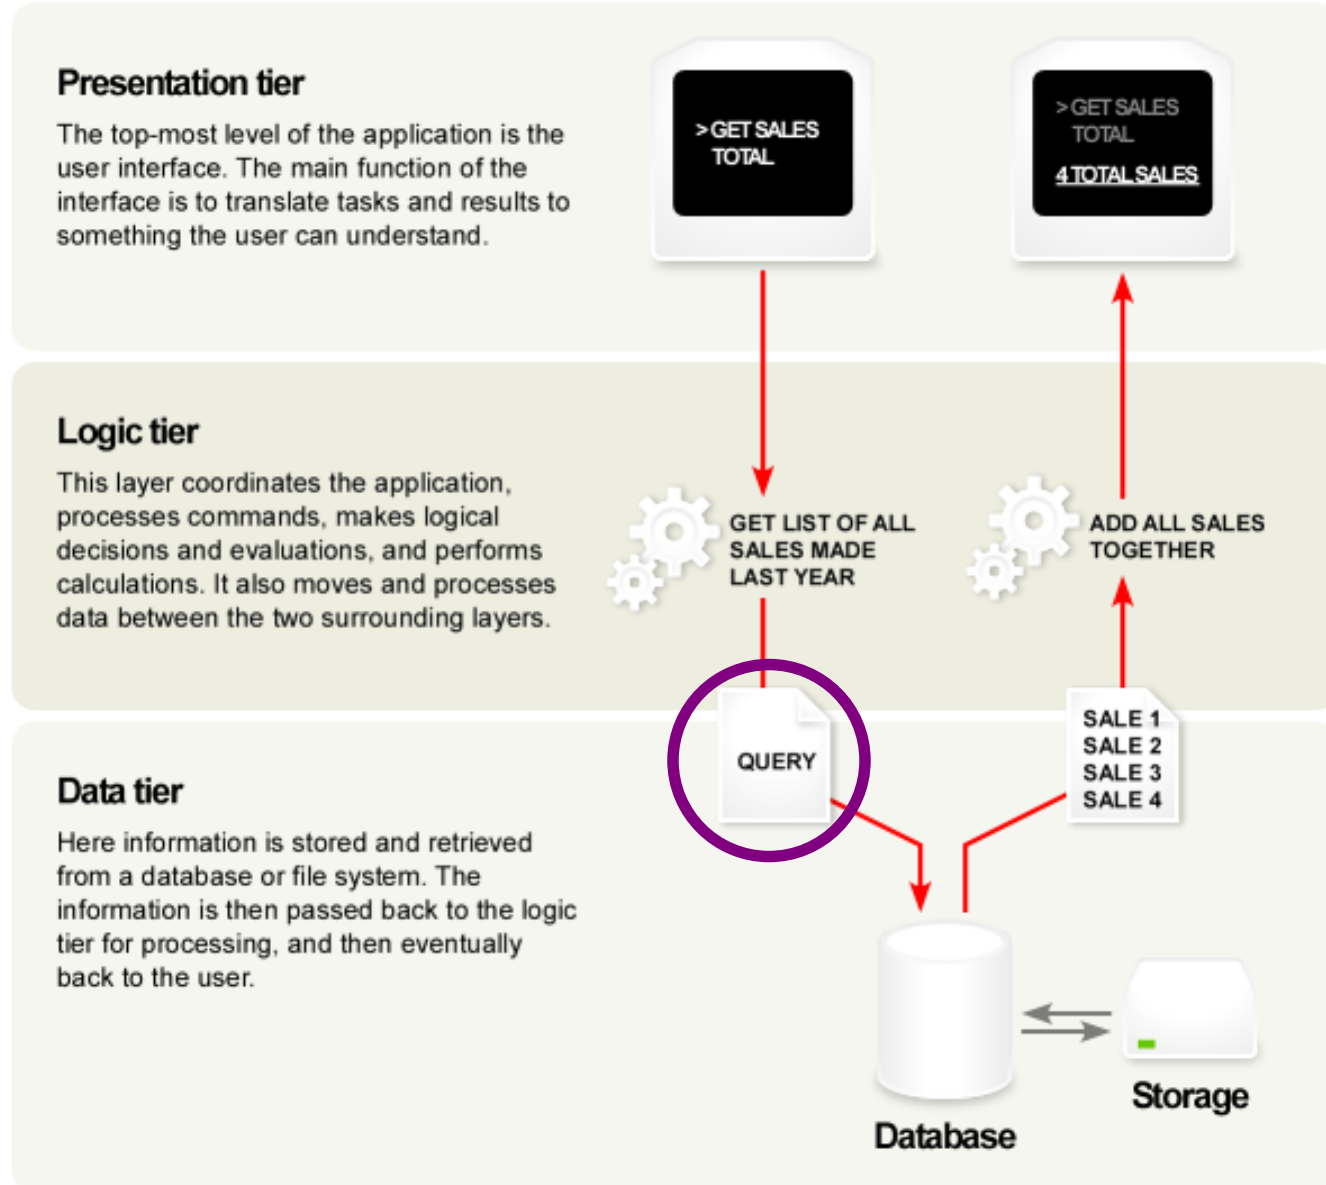 Presentation tier
The top-most level of the application is the
user interface. The main function of the
interface is to translate tasks and results to
something the user can understand.
> GET SALES
TOTAL
> GET SALES
TOTAL
4 TOTAL SALES
Logic tier
This layer coordinates the application,
processes commands, makes logical
decisions and evaluations, and performs
calculations. It also moves and processes
data between the two surrounding layers.
GET LIST OF ALL
SALES MADE
LAST YEAR
ADD ALL SALES
TOGETHER
QUERY
SALE 1
SALE 2
SALE 3
SALE 4
Data tier
Here information is stored and retrieved
from a database or file system. The
information is then passed back to the logic
tier for processing, and then eventually
back to the user.
Database
Storage